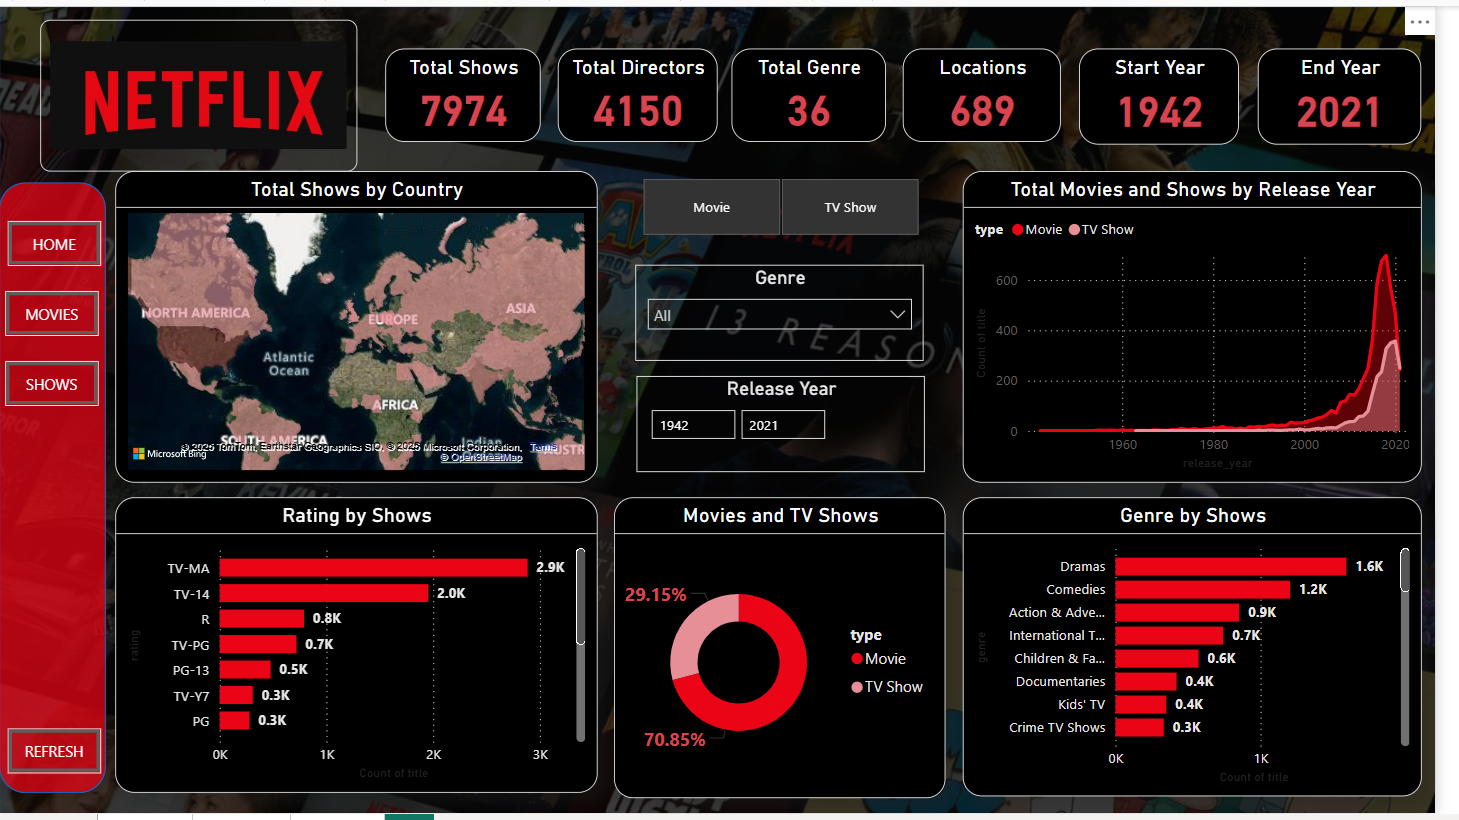 NETFLIX
Total Shows
7974
Total Directors
4150
Total Genre
36
Locations
689
Start Year
1942
End Year
2021
HOME
MOVIES
SHOWS
REFRESH
Total Shows by Country
NORTH AMERICA
EUROPE
ASIA
Atlantic
Ocean
AFRICA
SOUTH AMERICA
Indian
AUSTR
Microsoft Bing
© 2025 TomTom, Earthstar Geographics SIO, © 2025 Microsoft Corporation, Terms
© OpenStreetMap
Movie
TV Show
Genre
All
13 REASON
Release Year
1942
2021
Total Movies and Shows by Release Year
type Movie TV Show
Count of title
600
400
200
0
1960
1980
2000
2020
release_year
Rating by Shows
rating
TV-MA 2.9K
TV-14 2.0K
R 0.8K
TV-PG 0.7K
PG-13 0.5K
TV-Y7 0.3K
PG 0.3K
0K 1K 2K 3K
Count of title
Movies and TV Shows
29.15%
70.85%
type
Movie
TV Show
Genre by Shows
genre
Dramas 1.6K
Comedies 1.2K
Action & Adve... 0.9K
International T... 0.7K
Children & Fa... 0.6K
Documentaries 0.4K
Kids' TV 0.4K
Crime TV Shows 0.3K
0K 1K
Count of title